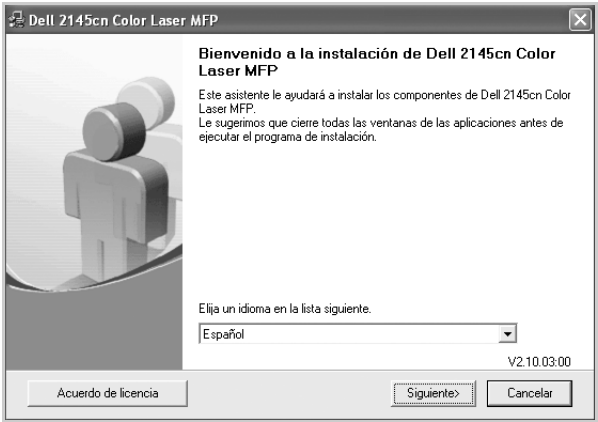 Dell 2145cn Color Laser MFP
Bienvenido a la instalación de Dell 2145cn Color
Laser MFP
Este asistente le ayudará a instalar los componentes de Dell 2145cn Color
Laser MFP.
Le sugerimos que cierre todas las ventanas de las aplicaciones antes de
ejecutar el programa de instalación.
Elija un idioma en la lista siguiente.
Español
V2.10.03:00
Acuerdo de licencia
Siguiente>
Cancelar